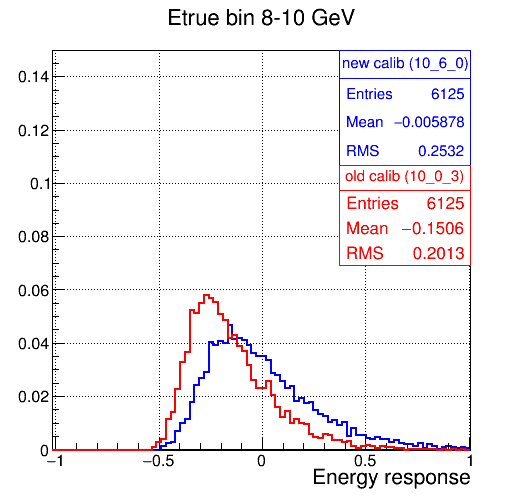 Etrue bin 8-10 GeV
new calib (10_6_0)
Entries 6125
Mean −0.005878
RMS 0.2532
old calib (10_0_3)
Entries 6125
Mean −0.1506
RMS 0.2013
0.14
0.12
0.1
0.08
0.06
0.04
0.02
0
−1 −0.5 0 0.5 1
Energy response